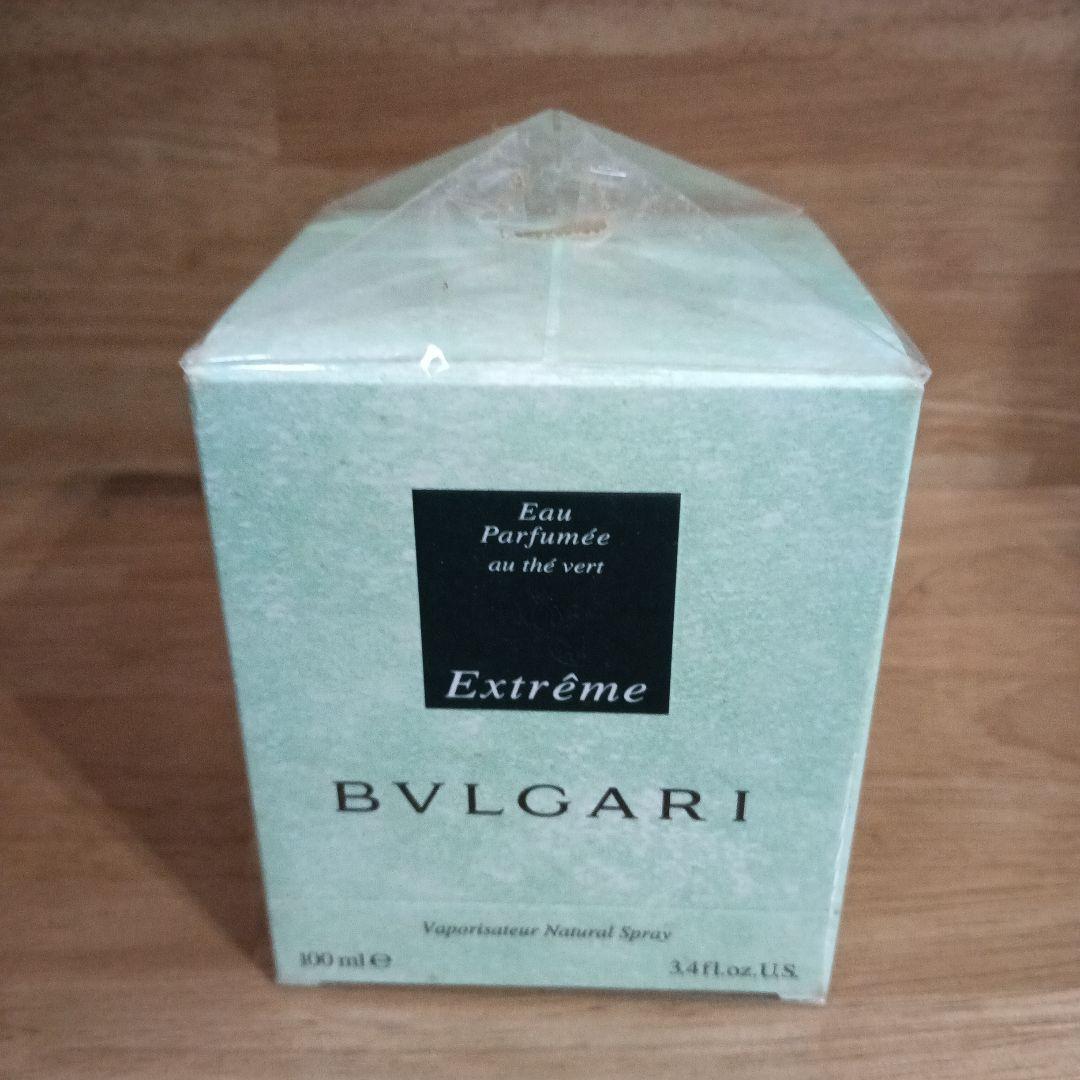 Eau
Parfumée
au thé vert
Extrême
BVLGARI
Vaporisateur Natural Spray
100 ml ℮
3.4 fl.oz. U.S.